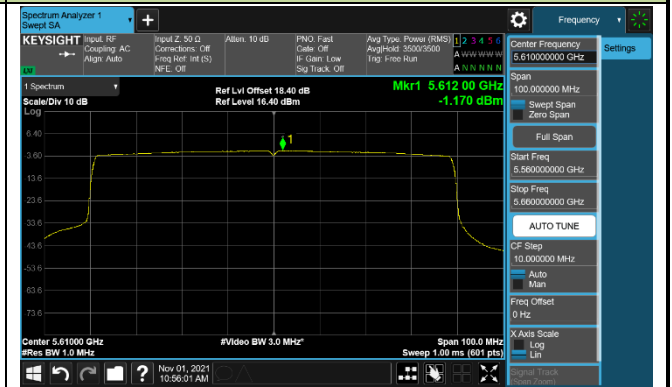 Spectrum Analyzer 1
Swept SA
+
Frequency
KEYSIGHT
Input: RF
Coupling: AC
Align: Auto
Input Z: 50 Ω
Corrections: Off
Freq Ref: Int (S)
NFE: Off
Atten: 10 dB
PNO: Fast
Gate: Off
IF Gain: Low
Sig Track: Off
Avg Type: Power (RMS)
Avg|Hold: 3500/3500
Trig: Free Run
1 2 3 4 5 6
A W W W W W
A N N N N N
1 Spectrum
Scale/Div 10 dB
Log
Ref Lvl Offset 18.40 dB
Ref Level 16.40 dBm
Mkr1 5.612 00 GHz
-1.170 dBm
1
6.40
-3.60
-13.6
-23.6
-33.6
-43.6
-53.6
-63.6
-73.6
Center 5.61000 GHz
#Res BW 1.0 MHz
#Video BW 3.0 MHz*
Span 100.0 MHz
Sweep 1.00 ms (601 pts)
Nov 01, 2021
10:56:01 AM
?
Center Frequency
5.610000000 GHz
Span
100.000000 MHz
Swept Span
Zero Span
Full Span
Start Freq
5.560000000 GHz
Stop Freq
5.660000000 GHz
AUTO TUNE
CF Step
10.000000 MHz
Auto
Man
Freq Offset
0 Hz
X Axis Scale
Log
Lin
Signal Track
(Span Zoom)
Settings